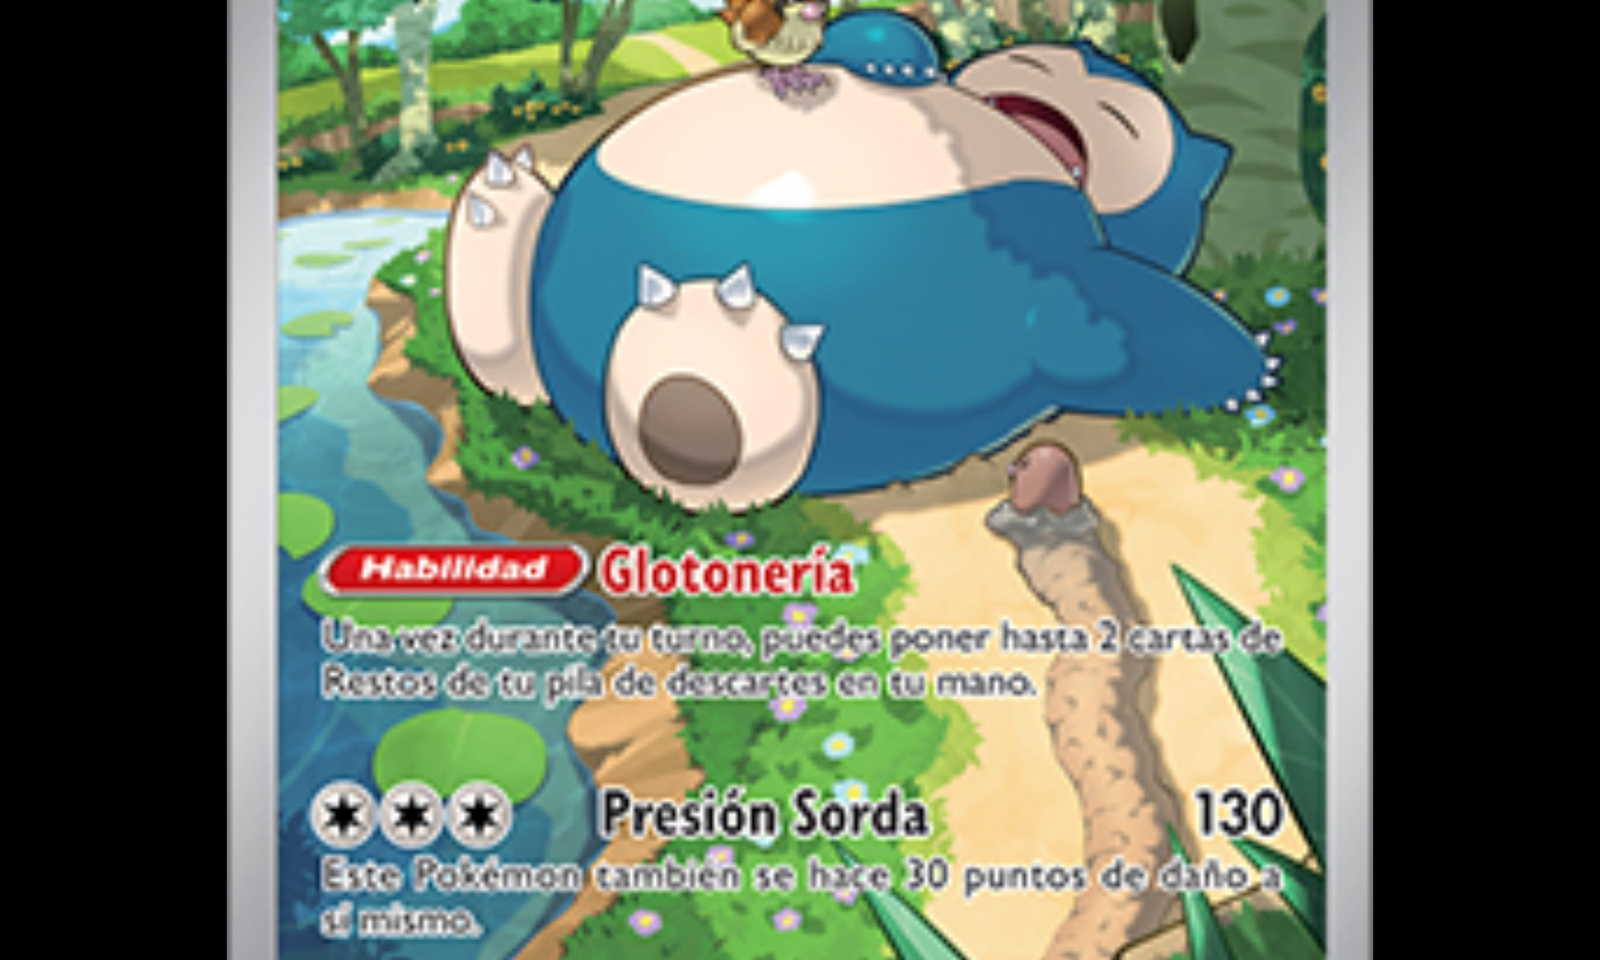 Habilidad Glotonería
Una vez durante tu turno, puedes poner hasta 2 cartas de
Restos de tu pila de descartes en tu mano.
Presión Sorda 130
Este Pokémon también se hace 30 puntos de daño a
sí mismo.